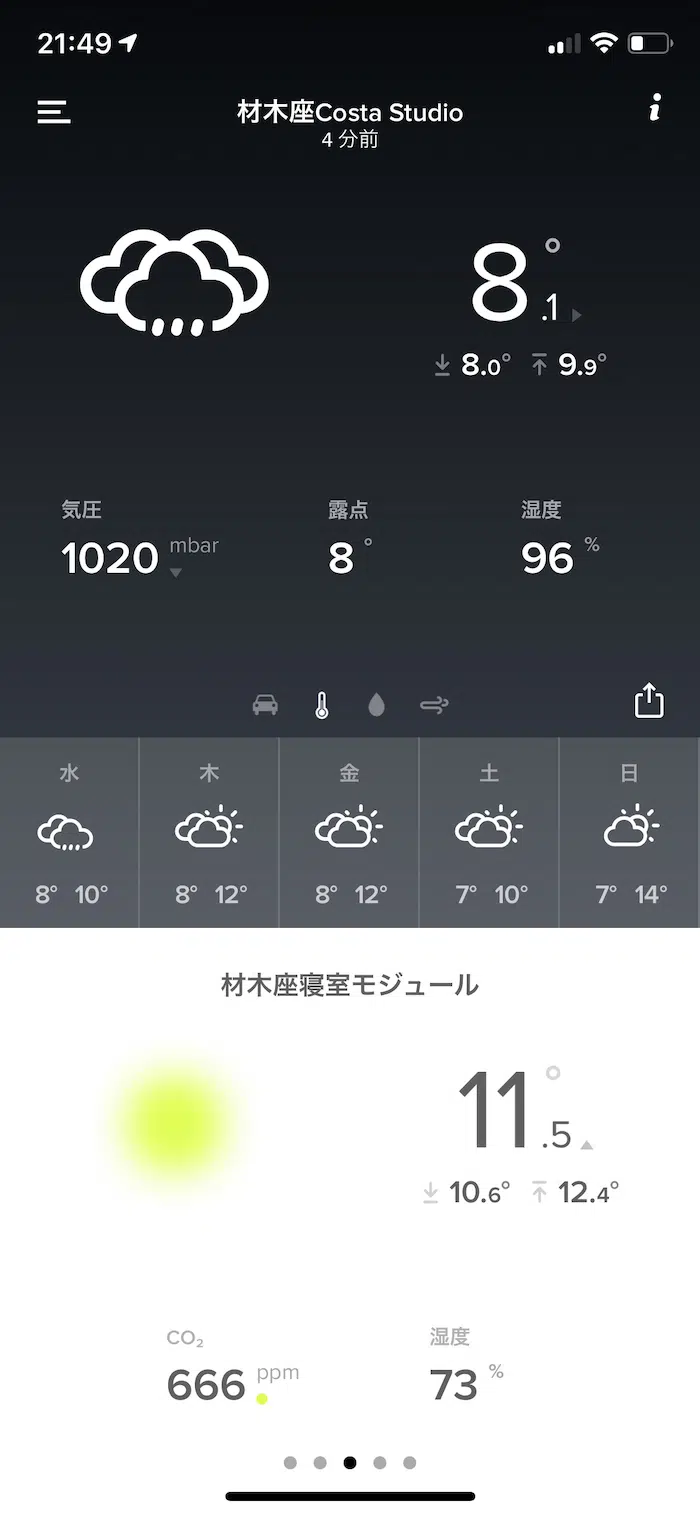 21:49
材木座Costa Studio
4 分前
8.1°
8.0° 9.9°
気圧 露点 湿度
1020 mbar 8° 96 %
水 木 金 土 日
8° 10° 8° 12° 8° 12° 7° 10° 7° 14°
材木座寝室モジュール
11.5°
10.6° 12.4°
CO₂ 湿度
666 ppm 73 %